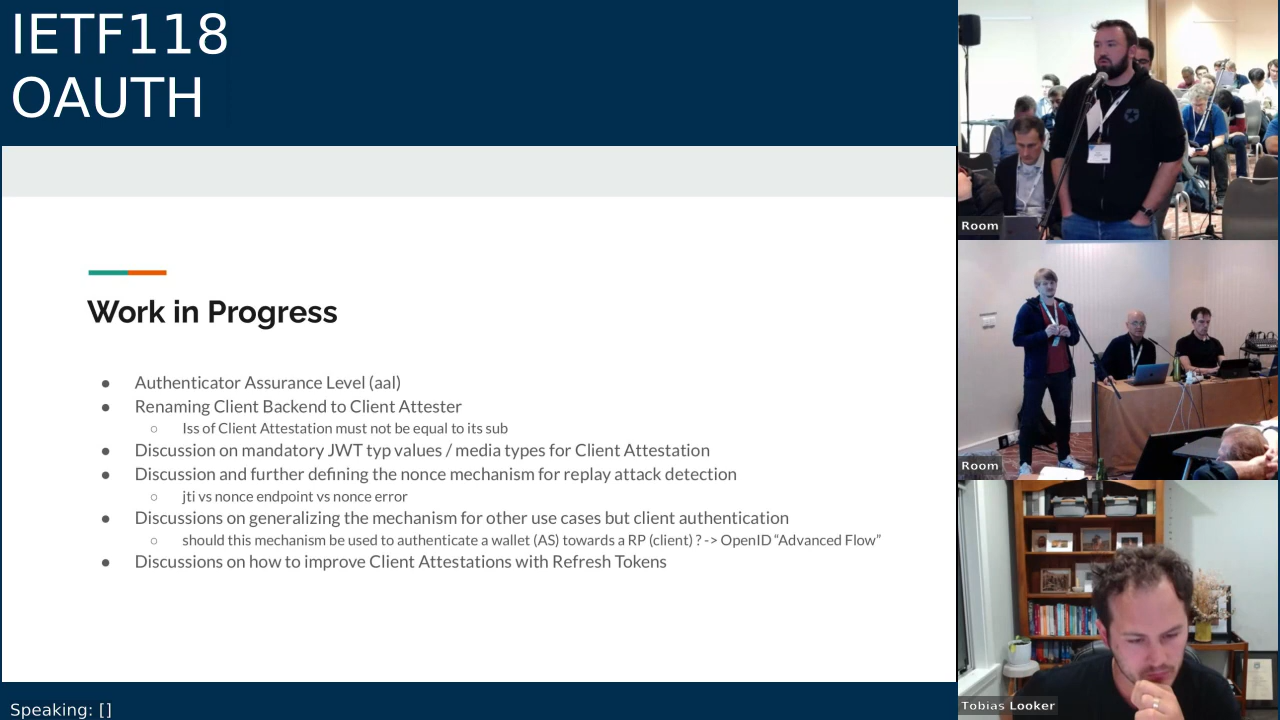 IETF118
OAUTH
Work in Progress
● Authenticator Assurance Level (aal)
● Renaming Client Backend to Client Attester
○ Iss of Client Attestation must not be equal to its sub
● Discussion on mandatory JWT typ values / media types for Client Attestation
● Discussion and further defining the nonce mechanism for replay attack detection
○ jti vs nonce endpoint vs nonce error
● Discussions on generalizing the mechanism for other use cases but client authentication
○ should this mechanism be used to authenticate a wallet (AS) towards a RP (client) ? -> OpenID “Advanced Flow”
● Discussions on how to improve Client Attestations with Refresh Tokens
Speaking: []
Room
Room
Tobias Looker